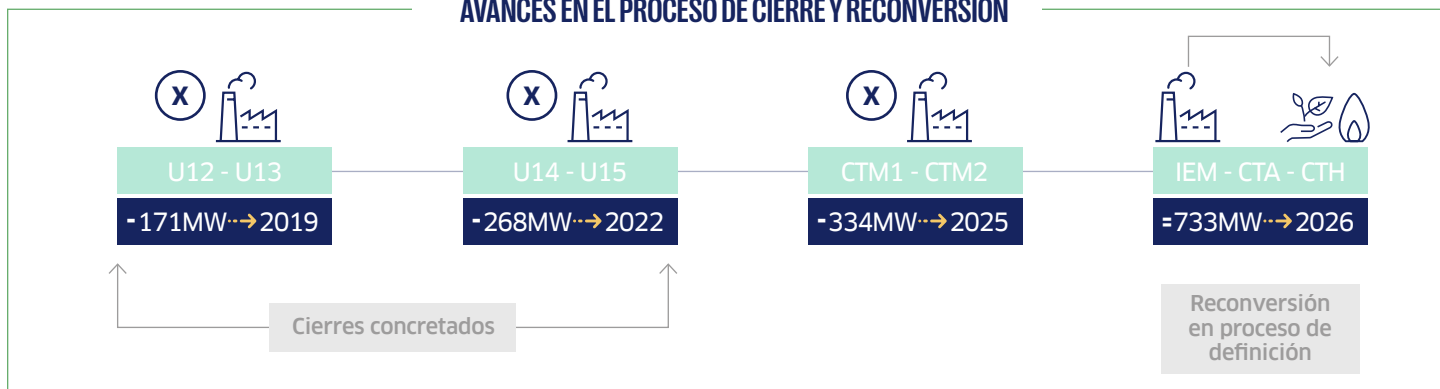 AVANCES EN EL PROCESO DE CIERRE Y RECONVERSIÓN
X
X
X
U12 - U13
U14 - U15
CTM1 - CTM2
IEM - CTA - CTH
-171MW 2019
-268MW 2022
-334MW 2025
=733MW 2026
Cierres concretados
Reconversión
en proceso de
definición